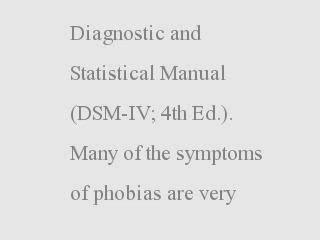 Diagnostic and
Statistical Manual
(DSM-IV; 4th Ed.).
Many of the symptoms
of phobias are very